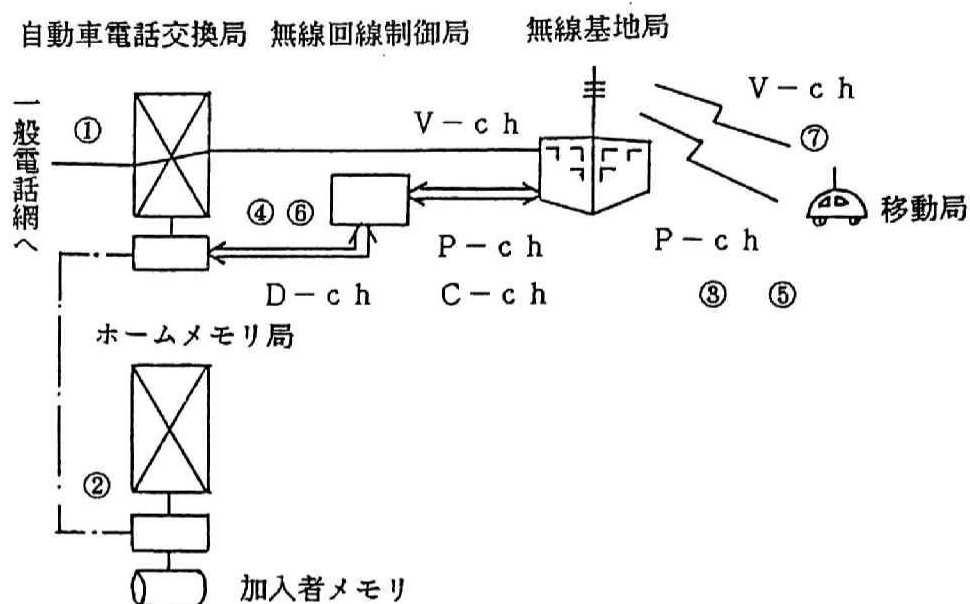 自動車電話交換局 無線回線制御局 無線基地局
一般電話網へ
①
V－ｃｈ
V－ｃｈ
⑦
④ ⑥
移動局
P－ｃｈ
P－ｃｈ
D－ｃｈ
C－ｃｈ
③ ⑤
ホームメモリ局
②
加入者メモリ